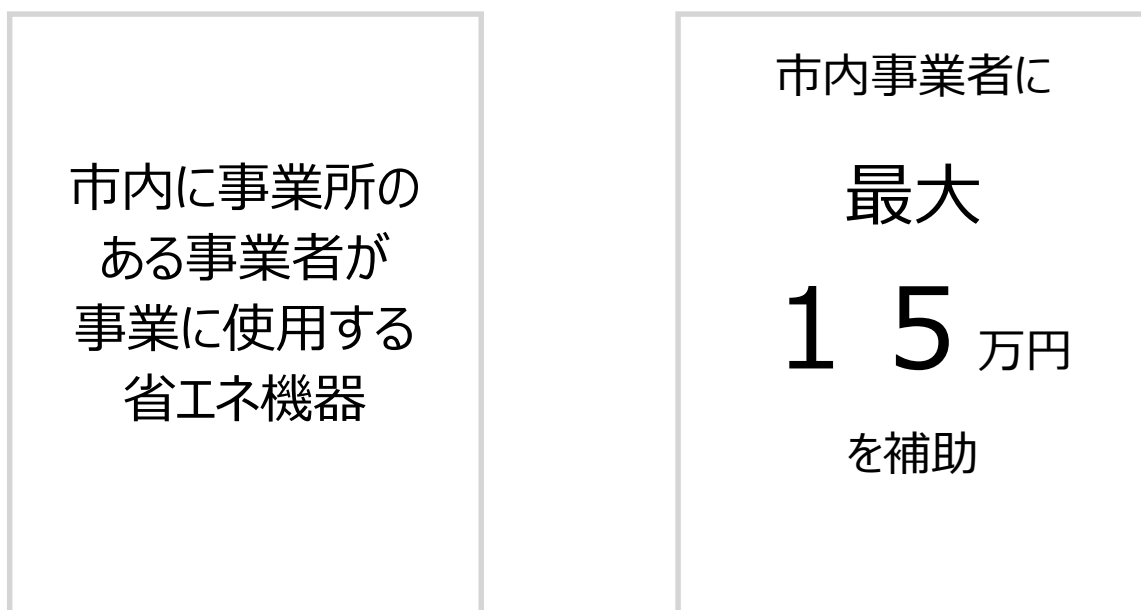 市内に事業所の
ある事業者が
事業に使用する
省エネ機器
市内事業者に
最大
１５万円
を補助